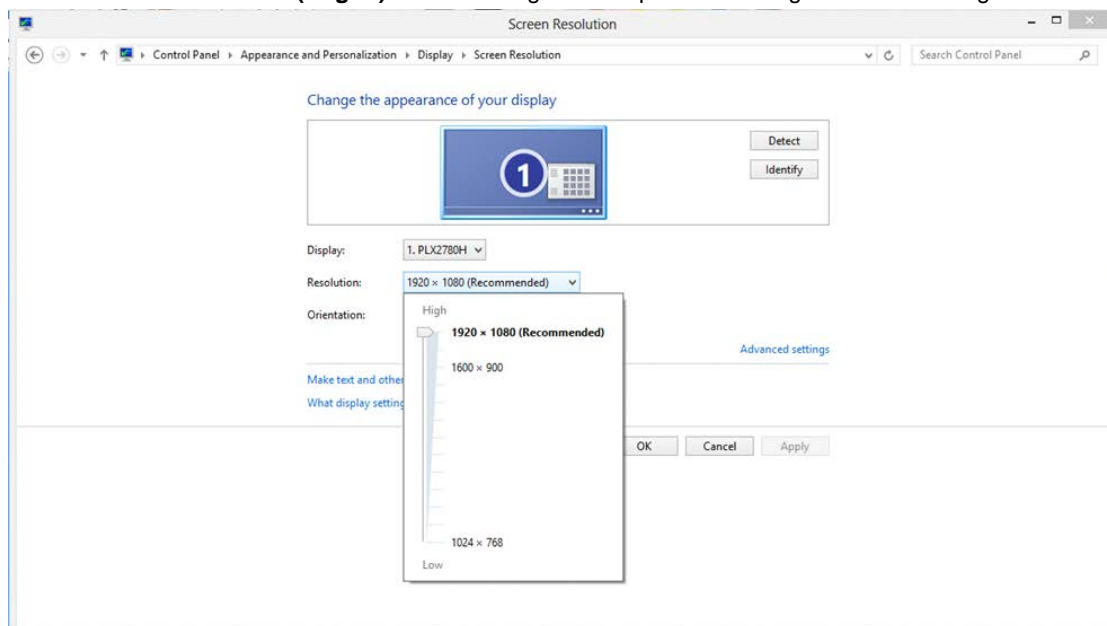 Screen Resolution
Control Panel ▸ Appearance and Personalization ▸ Display ▸ Screen Resolution
Search Control Panel
Change the appearance of your display
1
Detect
Identify
Display: 1. PLX2780H
Resolution: 1920 × 1080 (Recommended)
Orientation:
High
1920 × 1080 (Recommended)
Advanced settings
1600 × 900
Make text and other
What display
OK Cancel Apply
1024 × 768
Low